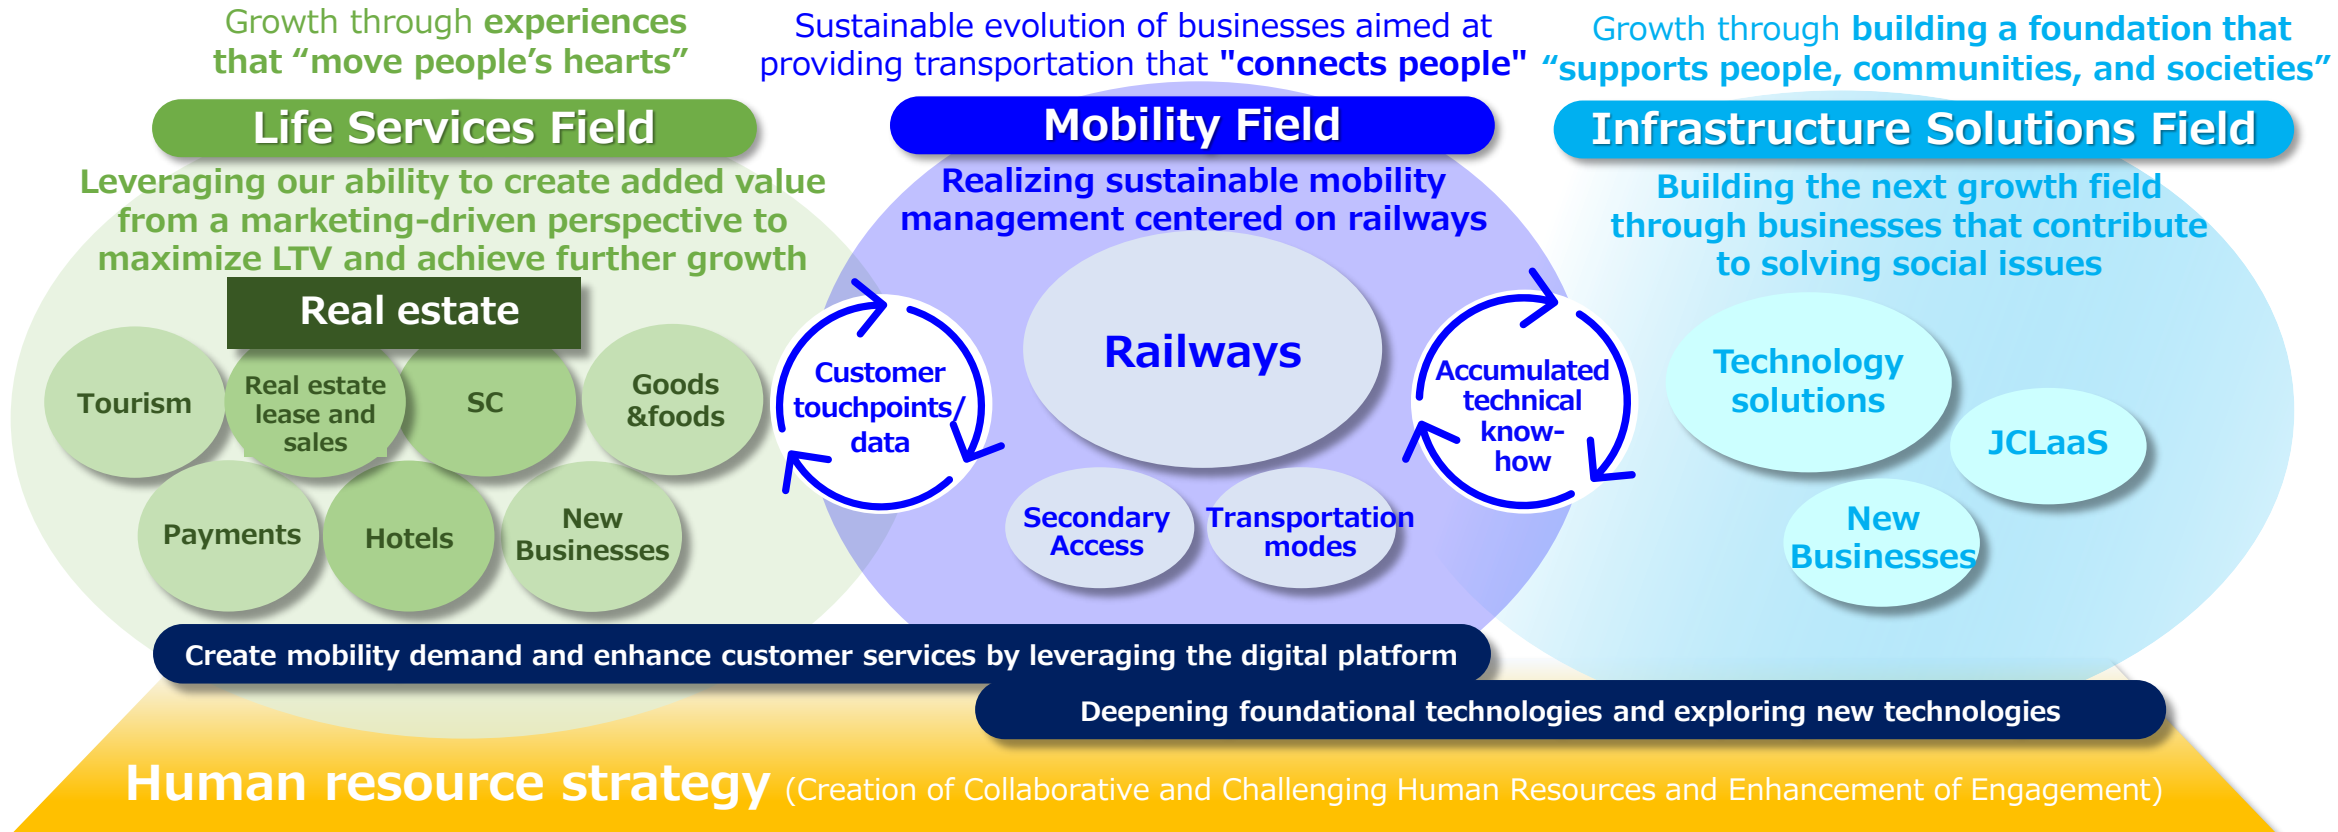 Growth through experiences
that “move people’s hearts”
Life Services Field
Leveraging our ability to create added value
from a marketing-driven perspective to
maximize LTV and achieve further growth
Real estate
Tourism
Real estate
lease and
sales
SC
Goods
&foods
Payments
Hotels
New
Businesses
Customer
touchpoints/
data
Sustainable evolution of businesses aimed at
providing transportation that "connects people"
Mobility Field
Realizing sustainable mobility
management centered on railways
Railways
Secondary
Access
Transportation
modes
Accumulated
technical
know-
how
Growth through building a foundation that
“supports people, communities, and societies”
Infrastructure Solutions Field
Building the next growth field
through businesses that contribute
to solving social issues
Technology
solutions
JCLaaS
New
Businesses
Create mobility demand and enhance customer services by leveraging the digital platform
Deepening foundational technologies and exploring new technologies
Human resource strategy (Creation of Collaborative and Challenging Human Resources and Enhancement of Engagement)